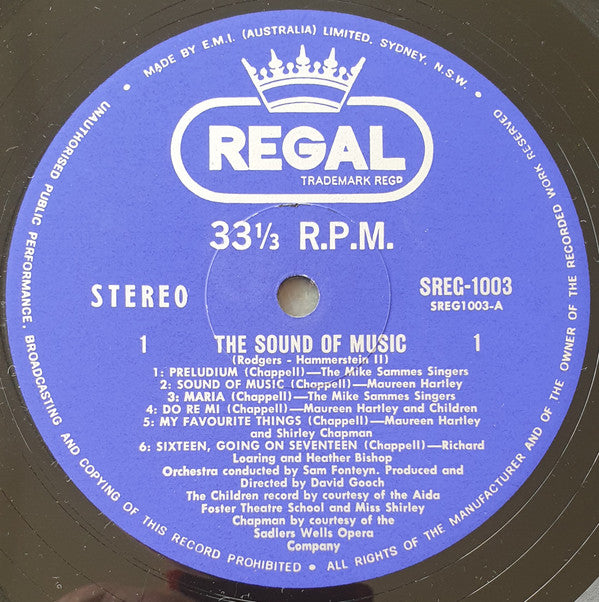 MADE BY E.M.I. (AUSTRALIA) LIMITED. SYDNEY, N.S.W. •
REGAL
TRADEMARK REGD
33⅓ R.P.M.
STEREO
SREG-1003
SREG1003-A
1 THE SOUND OF MUSIC 1
(Rodgers - Hammerstein II)
1: PRELUDIUM (Chappell)—The Mike Sammes Singers
2: SOUND OF MUSIC (Chappell)—Maureen Hartley
3: MARIA (Chappell)—The Mike Sammes Singers
4: DO RE MI (Chappell)—Maureen Hartley and Children
5: MY FAVOURITE THINGS (Chappell)—Maureen Hartley
and Shirley Chapman
6: SIXTEEN, GOING ON SEVENTEEN (Chappell)—Richard
Loaring and Heather Bishop
Orchestra conducted by Sam Fonteyn. Produced and
Directed by David Gooch
The Children record by courtesy of the Aida
Foster Theatre School and Miss Shirley
Chapman by courtesy of the
Sadlers Wells Opera
Company
• UNAUTHORISED PUBLIC PERFORMANCE, BROADCASTING AND COPYING OF THIS RECORD PROHIBITED • ALL RIGHTS OF THE MANUFACTURER AND OF THE OWNER OF THE RECORDED WORK RESERVED